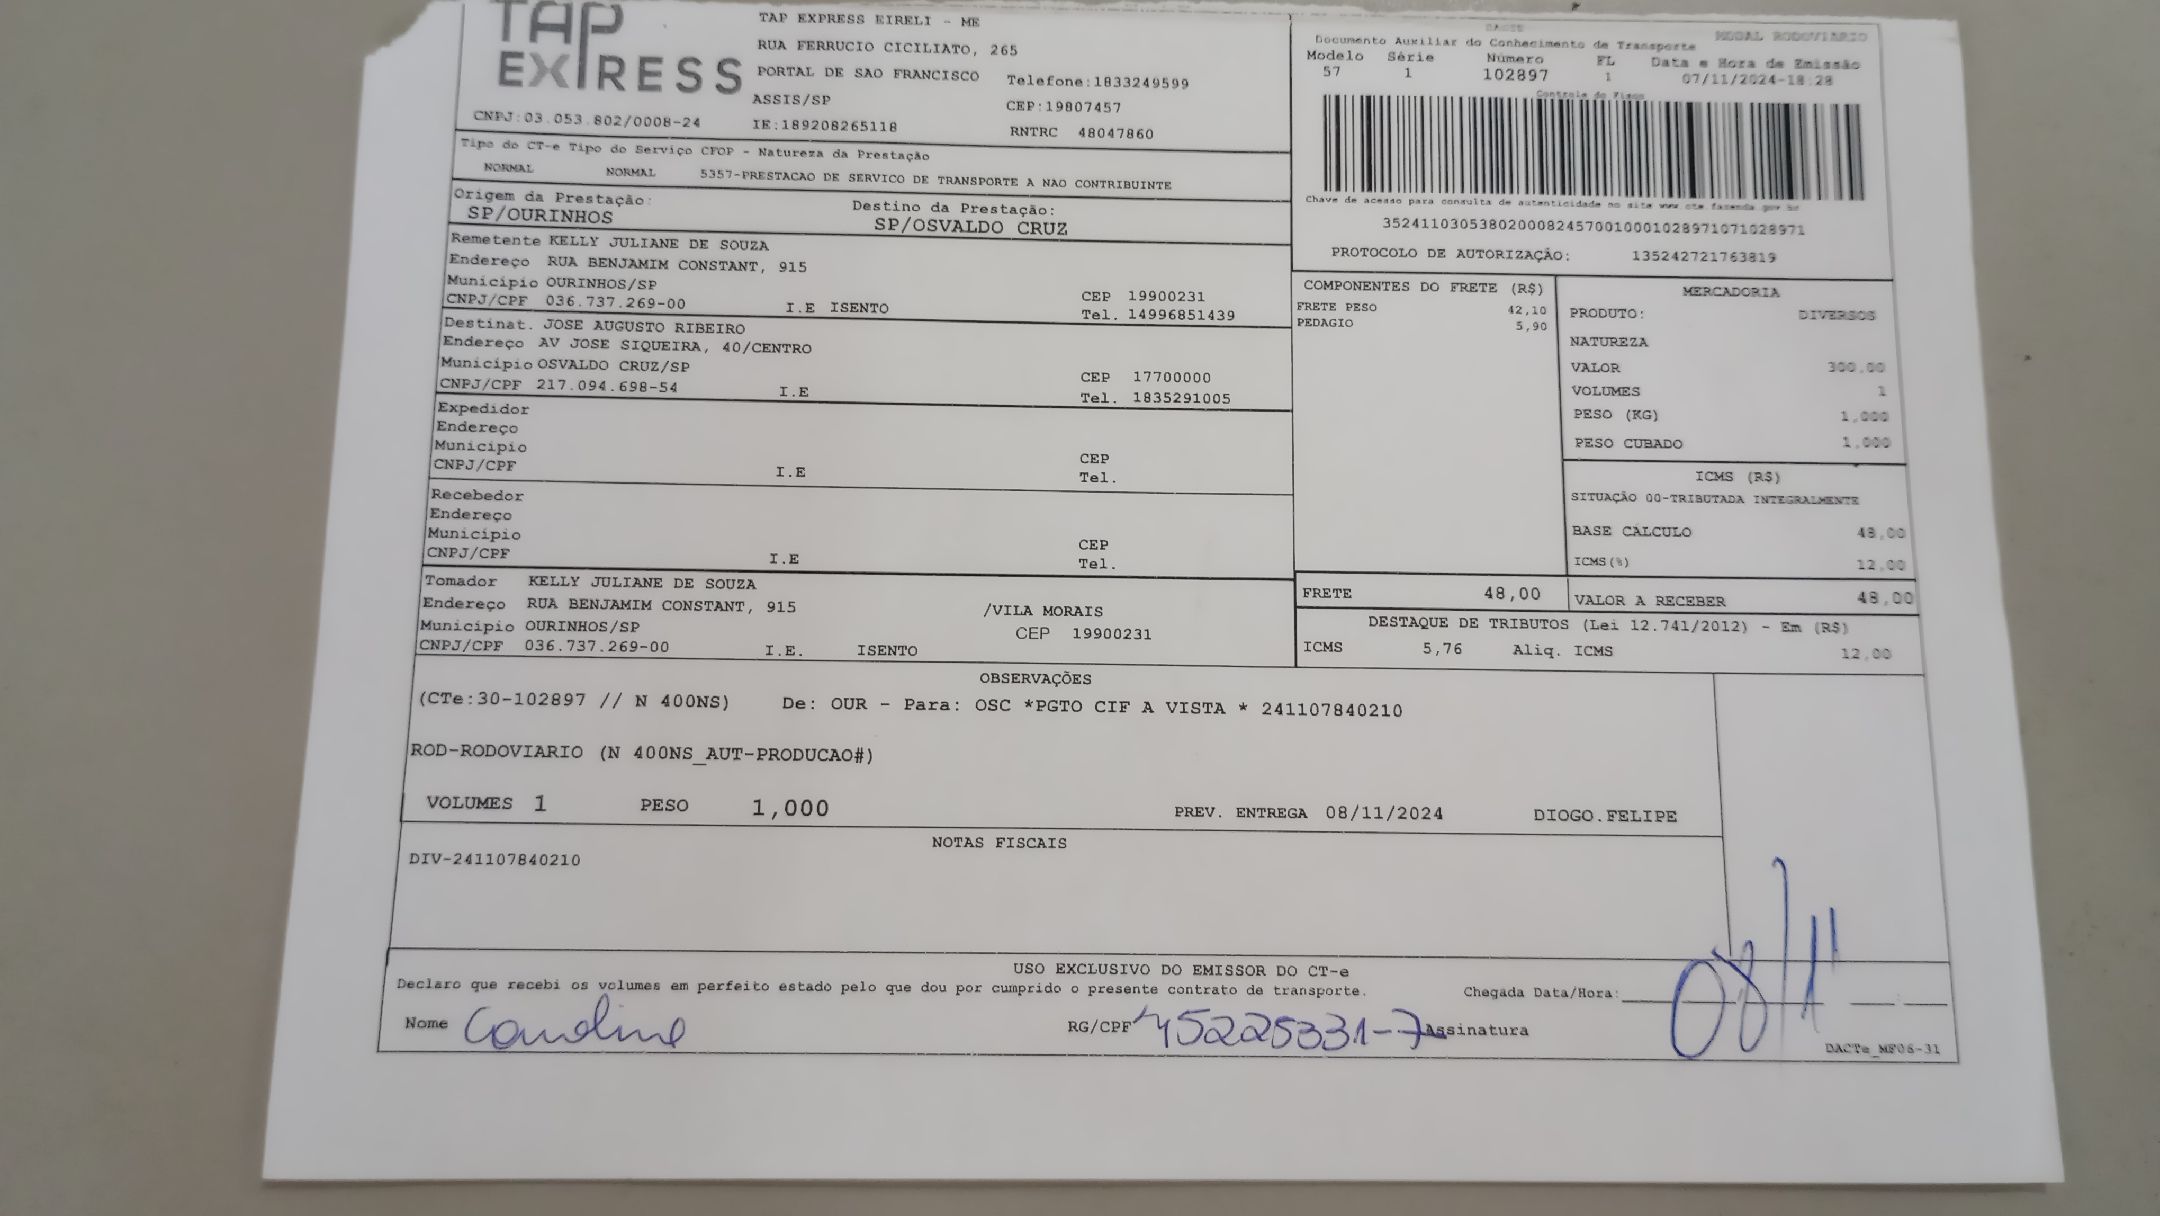 TAP
EXPRESS
CNPJ:03.053.802/0008-24
TAP EXPRESS EIRELI - ME
RUA FERRUCIO CICILIATO, 265
PORTAL DE SAO FRANCISCO Telefone:1833249599
ASSIS/SP CEP:19807457
IE:189208265118 RNTRC 48047860
DACTE MODAL RODOVIARIO
Documento Auxiliar do Conhecimento de Transporte
Modelo Série Número FL Data e Hora de Emissão
57 1 102897 1 07/11/2024-18:28
Controle do Fisco
Chave de acesso para consulta de autenticidade no site www.cte.fazenda.gov.br
35241103053802000824570010001028971071028971
PROTOCOLO DE AUTORIZAÇÃO: 135242721763819
Tipo do CT-e Tipo do Serviço CFOP - Natureza da Prestação
NORMAL NORMAL 5357-PRESTACAO DE SERVICO DE TRANSPORTE A NAO CONTRIBUINTE
Origem da Prestação: Destino da Prestação:
SP/OURINHOS SP/OSVALDO CRUZ
Remetente KELLY JULIANE DE SOUZA
Endereço RUA BENJAMIM CONSTANT, 915
Municipio OURINHOS/SP CEP 19900231
CNPJ/CPF 036.737.269-00 I.E ISENTO Tel. 14996851439
Destinat. JOSE AUGUSTO RIBEIRO
Endereço AV JOSE SIQUEIRA, 40/CENTRO
Municipio OSVALDO CRUZ/SP CEP 17700000
CNPJ/CPF 217.094.698-54 I.E Tel. 1835291005
Expedidor
Endereço
Municipio CEP
CNPJ/CPF I.E Tel.
Recebedor
Endereço
Municipio CEP
CNPJ/CPF I.E Tel.
Tomador KELLY JULIANE DE SOUZA
Endereço RUA BENJAMIM CONSTANT, 915 /VILA MORAIS
Municipio OURINHOS/SP CEP 19900231
CNPJ/CPF 036.737.269-00 I.E. ISENTO
COMPONENTES DO FRETE (R$)
FRETE PESO 42,10
PEDAGIO 5,90
MERCADORIA
PRODUTO: DIVERSOS
NATUREZA
VALOR 300,00
VOLUMES 1
PESO (KG) 1,000
PESO CUBADO 1,000
ICMS (R$)
SITUAÇÃO 00-TRIBUTADA INTEGRALMENTE
BASE CALCULO 48,00
ICMS(%) 12,00
FRETE 48,00 VALOR A RECEBER 48,00
DESTAQUE DE TRIBUTOS (Lei 12.741/2012) - Em (R$)
ICMS 5,76 Aliq. ICMS 12,00
OBSERVAÇÕES
(CTe:30-102897 // N 400NS) De: OUR - Para: OSC *PGTO CIF A VISTA * 241107840210
ROD-RODOVIARIO (N 400NS_AUT-PRODUCAO#)
VOLUMES 1 PESO 1,000 PREV. ENTREGA 08/11/2024 DIOGO.FELIPE
NOTAS FISCAIS
DIV-241107840210
USO EXCLUSIVO DO EMISSOR DO CT-e
Declaro que recebi os volumes em perfeito estado pelo que dou por cumprido o presente contrato de transporte. Chegada Data/Hora: 08/11
Nome Caroline RG/CPF 45225331-7 Assinatura
DACTe_MF06-31